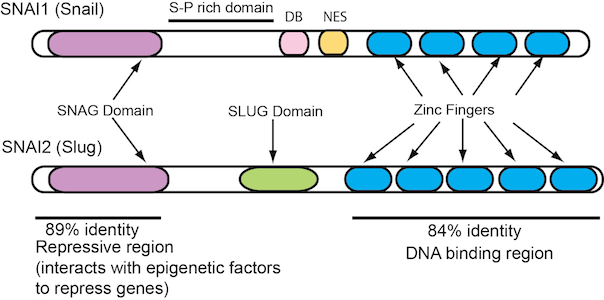 S-P rich domain
SNAI1 (Snail)
DB
NES
SNAG Domain
SLUG Domain
Zinc Fingers
SNAI2 (Slug)
89% identity
Repressive region
(interacts with epigenetic factors
to repress genes)
84% identity
DNA binding region